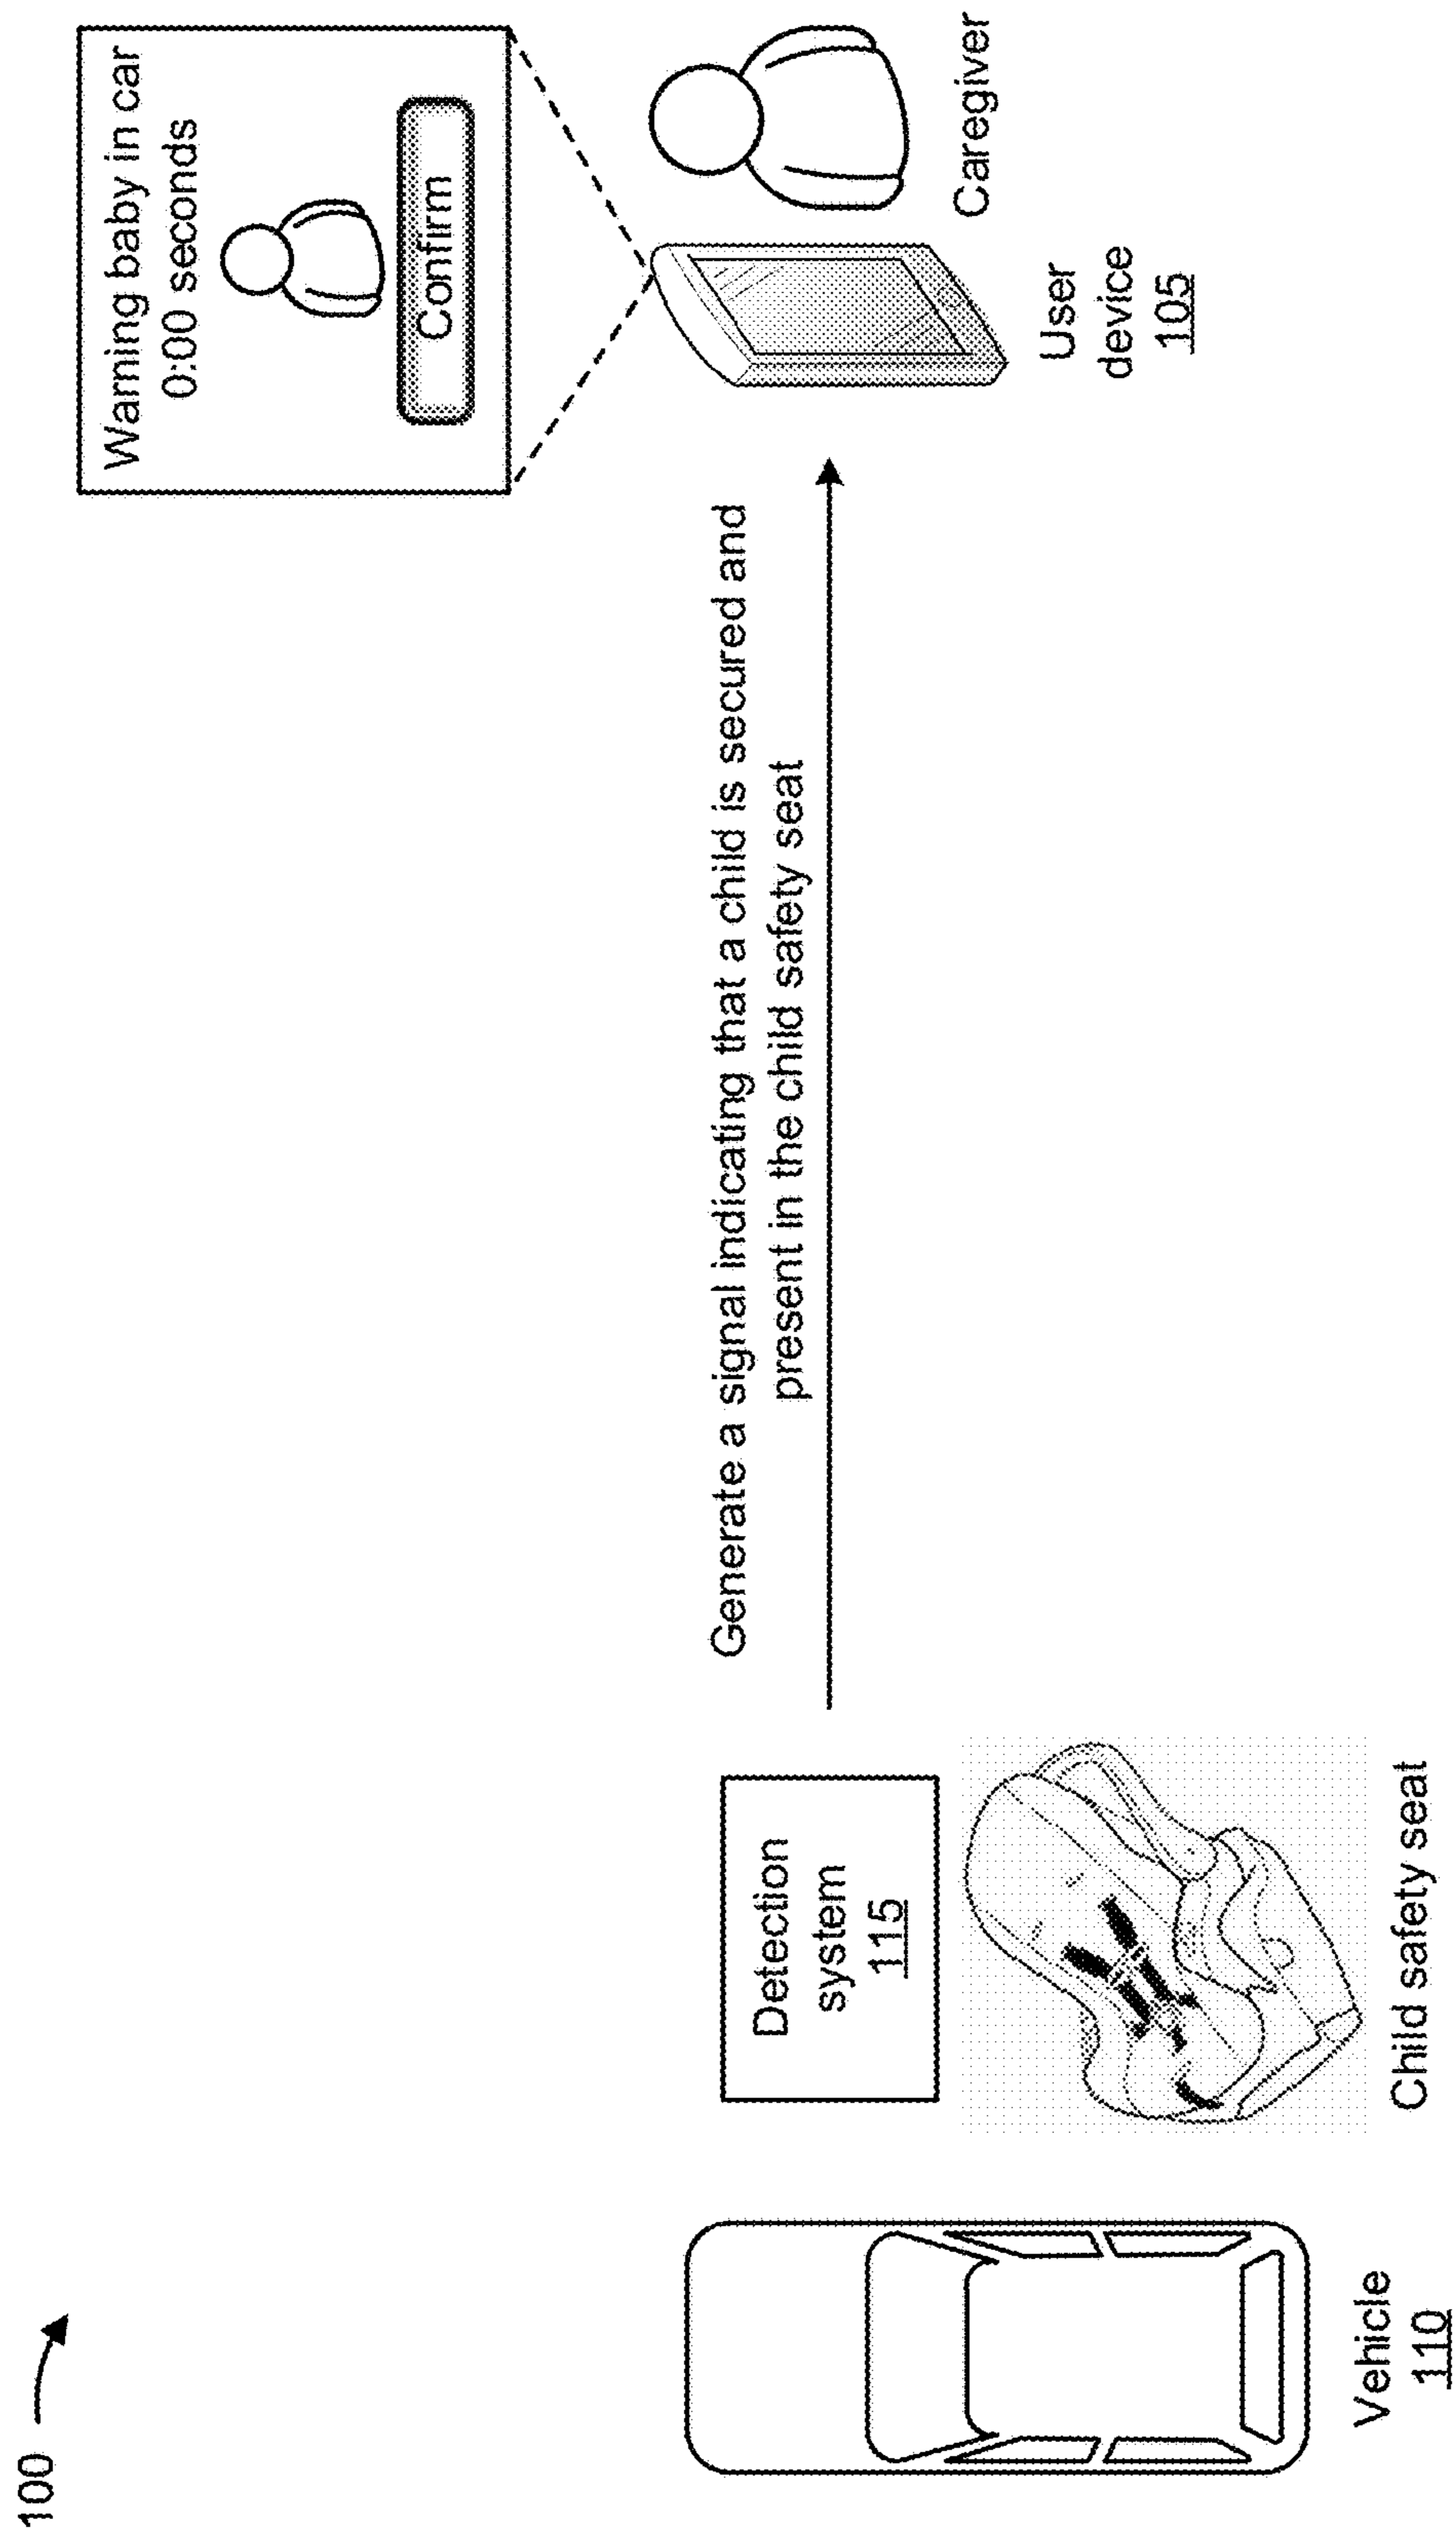 100
Warning baby in car
0:00 seconds
Confirm
Generate a signal indicating that a child is secured and
present in the child safety seat
Detection
system
115
Caregiver
User
device
105
Vehicle
110
Child safety seat